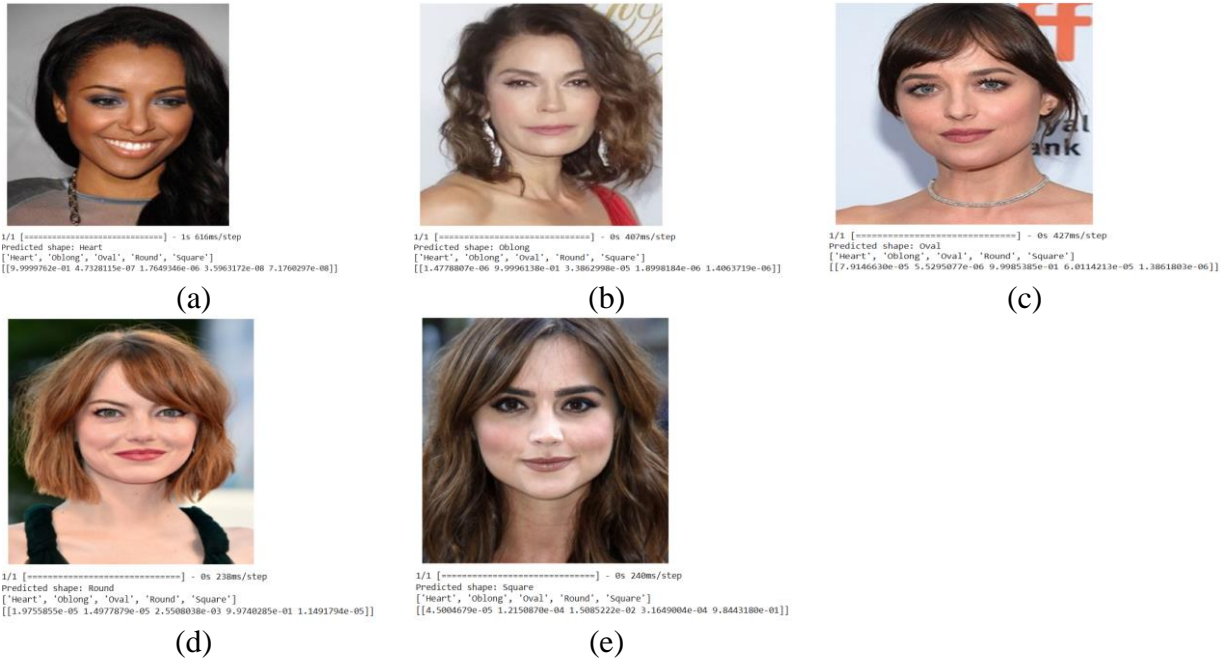 yal
ank
1/1 [==============================] - 1s 616ms/step
Predicted shape: Heart
['Heart', 'Oblong', 'Oval', 'Round', 'Square']
[[9.9999762e-01 4.7328115e-07 1.7649346e-06 3.5963172e-08 7.1760297e-08]]
(a)
1/1 [==============================] - 0s 407ms/step
Predicted shape: Oblong
['Heart', 'Oblong', 'Oval', 'Round', 'Square']
[[1.4778807e-06 9.9996138e-01 3.3862998e-05 1.8998184e-06 1.4063719e-06]]
(b)
1/1 [==============================] - 0s 427ms/step
Predicted shape: Oval
['Heart', 'Oblong', 'Oval', 'Round', 'Square']
[[7.9146630e-05 5.5295077e-06 9.9985385e-01 6.0114213e-05 1.3861803e-06]]
(c)
1/1 [==============================] - 0s 238ms/step
Predicted shape: Round
['Heart', 'Oblong', 'Oval', 'Round', 'Square']
[[1.9755855e-05 1.4977879e-05 2.5508038e-03 9.9740285e-01 1.1491794e-05]]
(d)
1/1 [==============================] - 0s 240ms/step
Predicted shape: Square
['Heart', 'Oblong', 'Oval', 'Round', 'Square']
[[4.5004679e-05 1.2150870e-04 1.5085222e-02 3.1649004e-04 9.8443180e-01]]
(e)